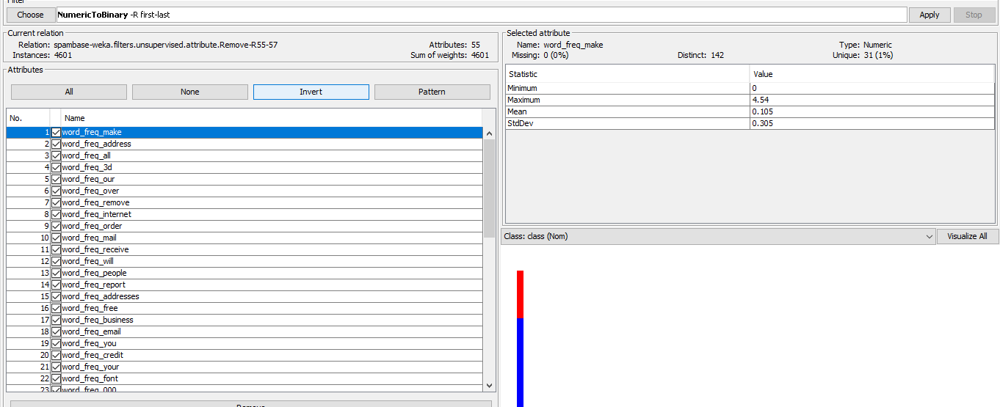 Filter
Choose NumericToBinary -R first-last Apply Stop
Current relation
Relation: spambase-weka.filters.unsupervised.attribute.Remove-R55-57 Attributes: 55
Instances: 4601 Sum of weights: 4601
Attributes
All None Invert Pattern
No. Name
1 word_freq_make
2 word_freq_address
3 word_freq_all
4 word_freq_3d
5 word_freq_our
6 word_freq_over
7 word_freq_remove
8 word_freq_internet
9 word_freq_order
10 word_freq_mail
11 word_freq_receive
12 word_freq_will
13 word_freq_people
14 word_freq_report
15 word_freq_addresses
16 word_freq_free
17 word_freq_business
18 word_freq_email
19 word_freq_you
20 word_freq_credit
21 word_freq_your
22 word_freq_font
23 word_freq_000
Remove
Selected attribute
Name: word_freq_make Type: Numeric
Missing: 0 (0%) Distinct: 142 Unique: 31 (1%)
Statistic Value
Minimum 0
Maximum 4.54
Mean 0.105
StdDev 0.305
Class: class (Nom) Visualize All